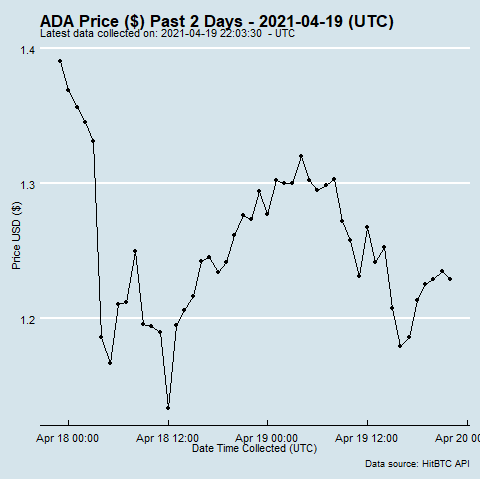 ADA Price ($) Past 2 Days - 2021-04-19 (UTC)
Latest data collected on: 2021-04-19 22:03:30 - UTC
1.4
1.3
1.2
Price USD ($)
Apr 18 00:00 Apr 18 12:00 Apr 19 00:00 Apr 19 12:00 Apr 20 00
Date Time Collected (UTC)
Data source: HitBTC API